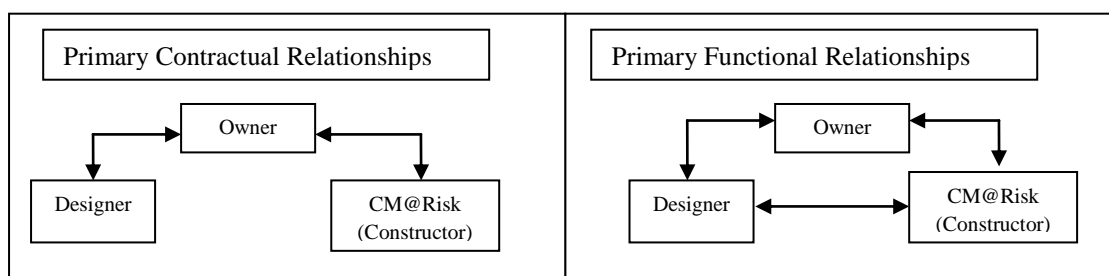 Primary Contractual Relationships
Owner
Designer
CM@Risk
(Constructor)
Primary Functional Relationships
Owner
Designer
CM@Risk
(Constructor)